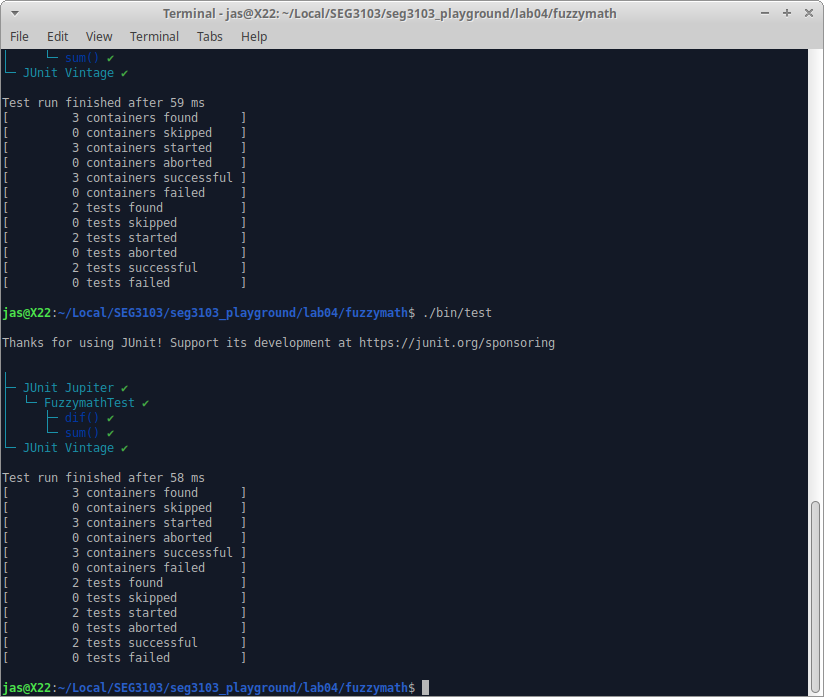 Terminal - jas@X22: ~/Local/SEG3103/seg3103_playground/lab04/fuzzymath
File Edit View Terminal Tabs Help
│     └─ sum() ✔
└─ JUnit Vintage ✔
Test run finished after 59 ms
[         3 containers found      ]
[         0 containers skipped    ]
[         3 containers started    ]
[         0 containers aborted    ]
[         3 containers successful ]
[         0 containers failed     ]
[         2 tests found           ]
[         0 tests skipped         ]
[         2 tests started         ]
[         0 tests aborted         ]
[         2 tests successful      ]
[         0 tests failed          ]
jas@X22:~/Local/SEG3103/seg3103_playground/lab04/fuzzymath$ ./bin/test
Thanks for using JUnit! Support its development at https://junit.org/sponsoring
├─ JUnit Jupiter ✔
│  └─ FuzzymathTest ✔
│     ├─ dif() ✔
│     └─ sum() ✔
└─ JUnit Vintage ✔
Test run finished after 58 ms
[         3 containers found      ]
[         0 containers skipped    ]
[         3 containers started    ]
[         0 containers aborted    ]
[         3 containers successful ]
[         0 containers failed     ]
[         2 tests found           ]
[         0 tests skipped         ]
[         2 tests started         ]
[         0 tests aborted         ]
[         2 tests successful      ]
[         0 tests failed          ]
jas@X22:~/Local/SEG3103/seg3103_playground/lab04/fuzzymath$